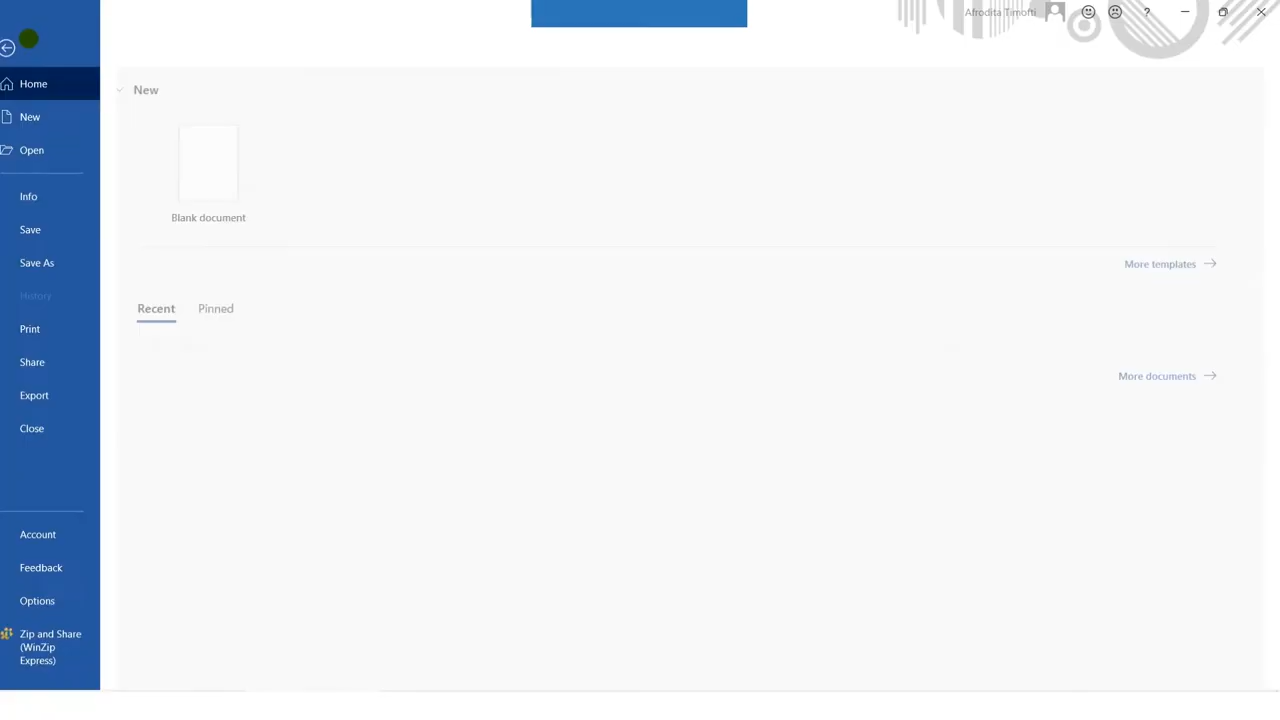 Afrodita Timofti
?
Home
New
Open
Info
Save
Save As
History
Print
Share
Export
Close
Account
Feedback
Options
Zip and Share
(WinZip
Express)
New
Blank document
More templates
Recent Pinned
More documents